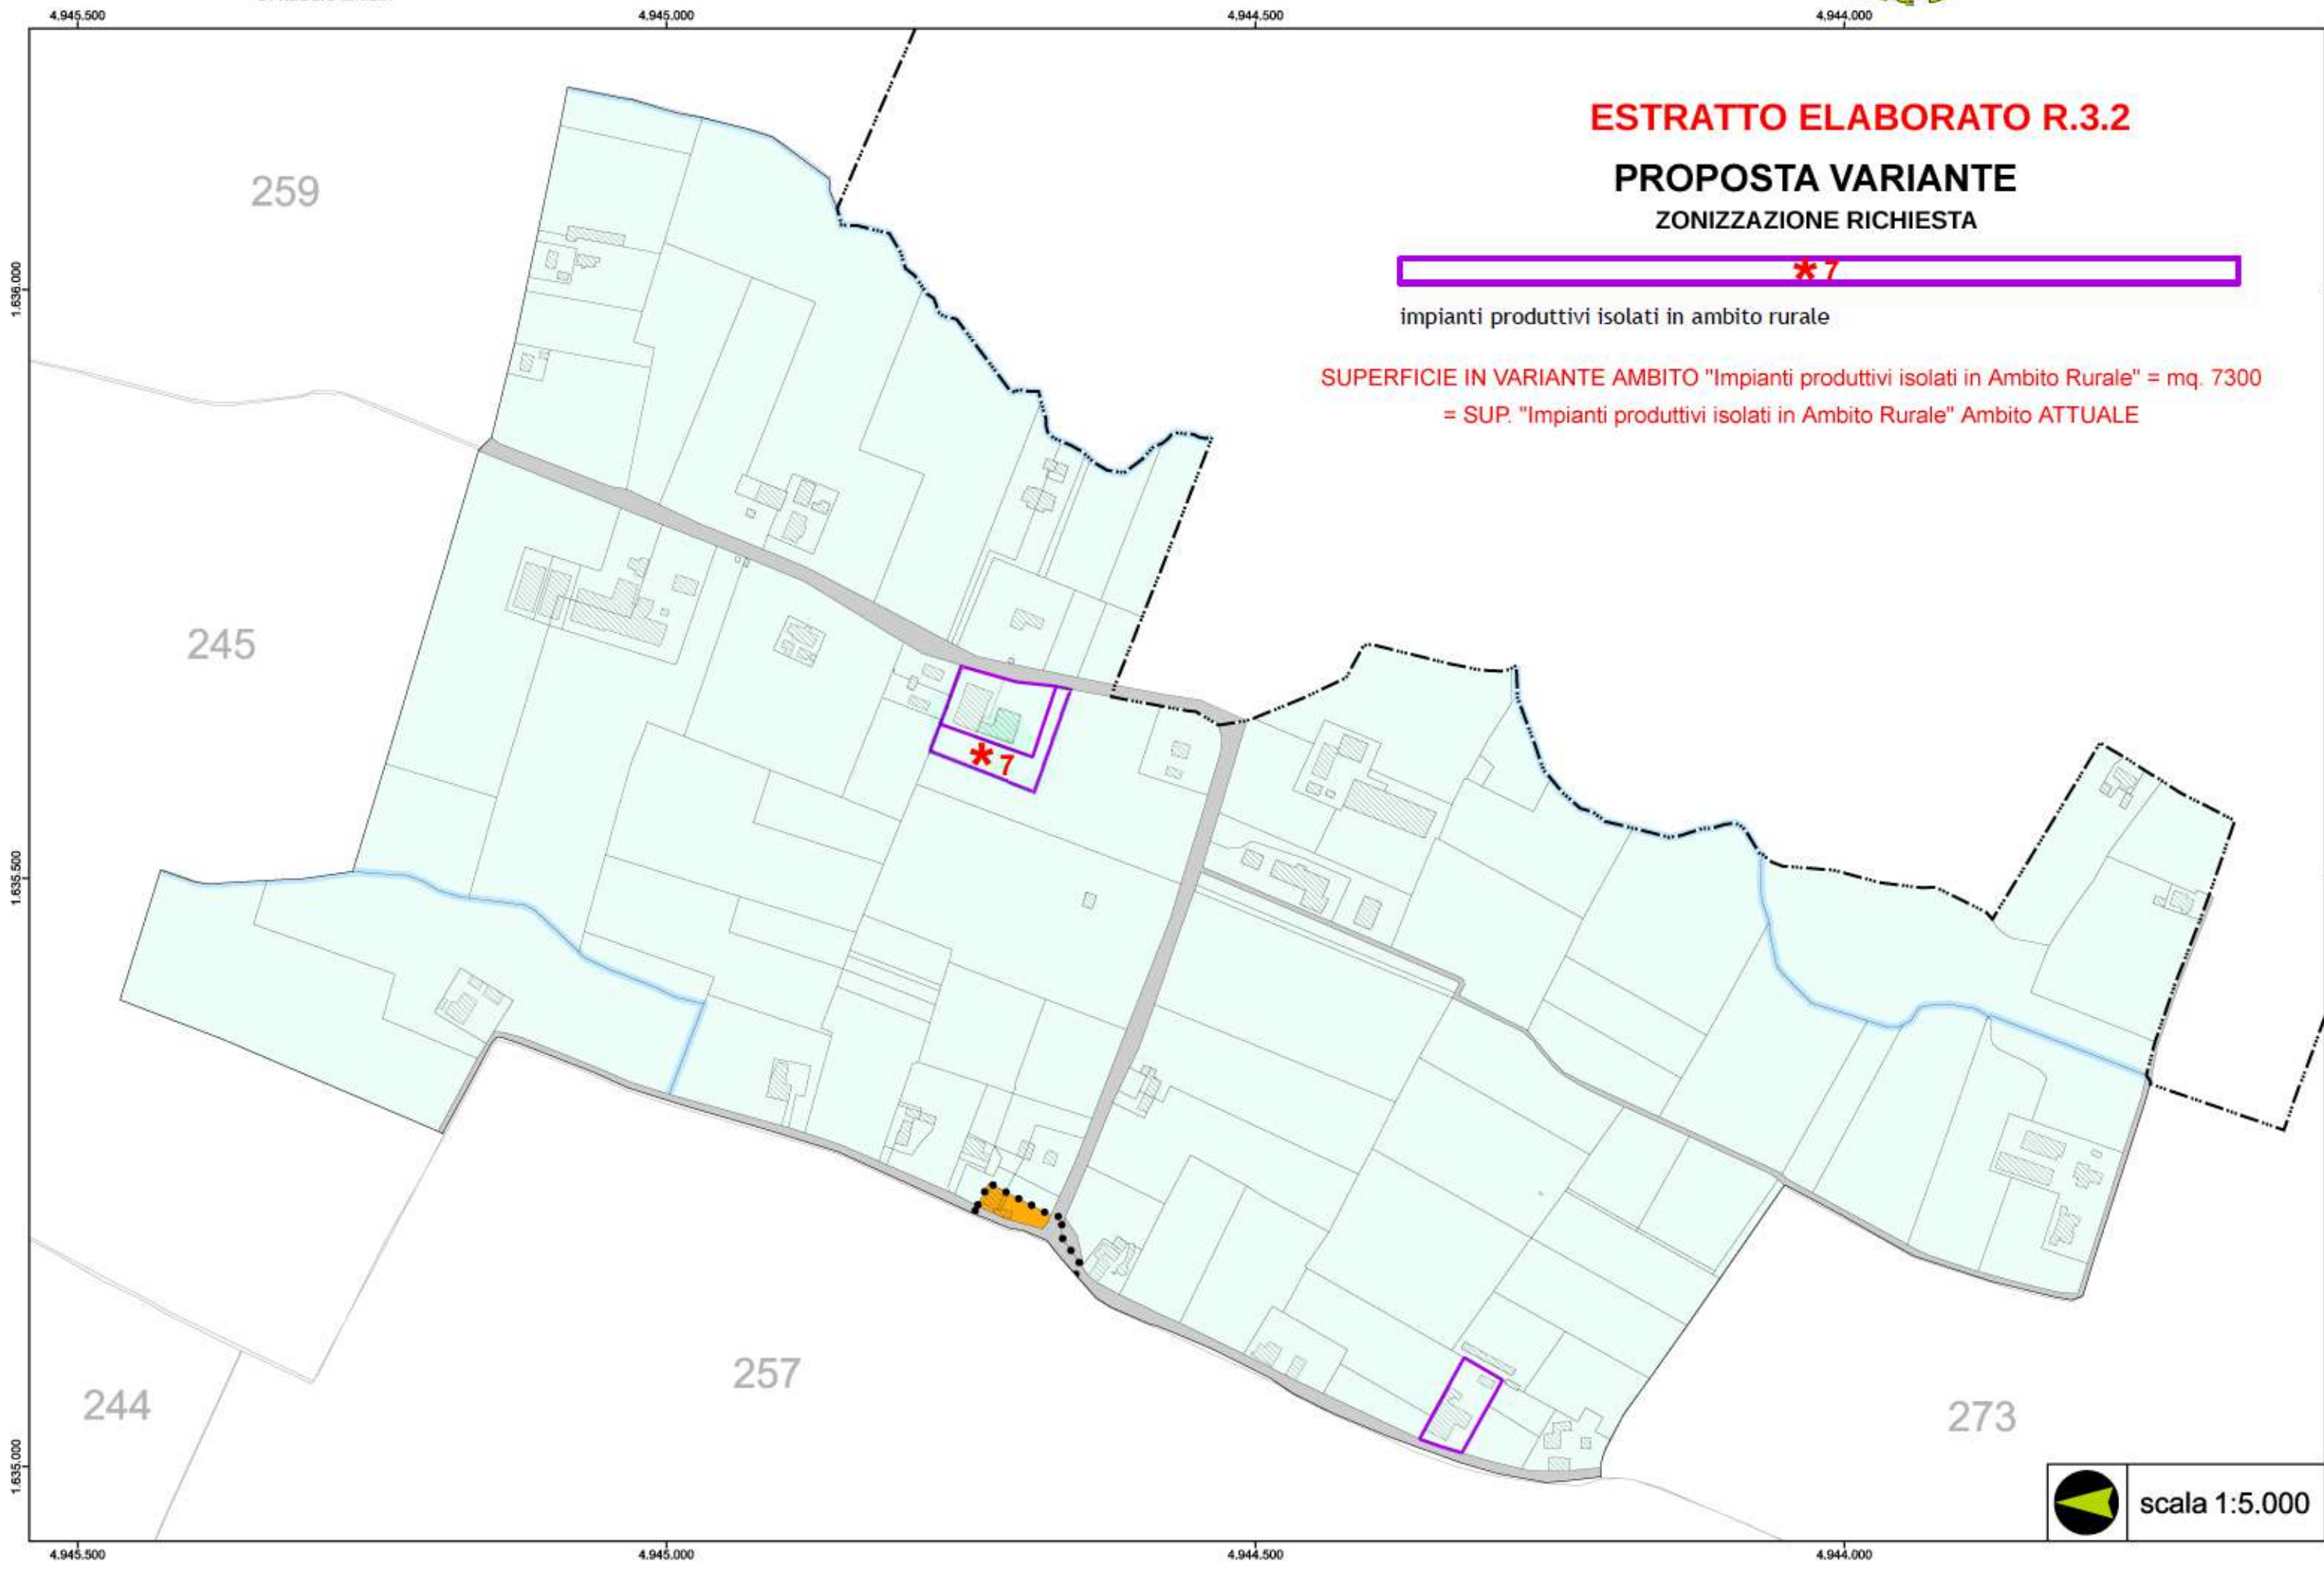 4.945.500
4.945.000
4.944.500
4.944.000
ESTRATTO ELABORATO R.3.2
PROPOSTA VARIANTE
ZONIZZAZIONE RICHIESTA
* 7
impianti produttivi isolati in ambito rurale
SUPERFICIE IN VARIANTE AMBITO "Impianti produttivi isolati in Ambito Rurale" = mq. 7300
= SUP. "Impianti produttivi isolati in Ambito Rurale" Ambito ATTUALE
259
1.636.000
245
* 7
1.635.500
257
244
273
1.635.000
scala 1:5.000
4.945.500
4.945.000
4.944.500
4.944.000